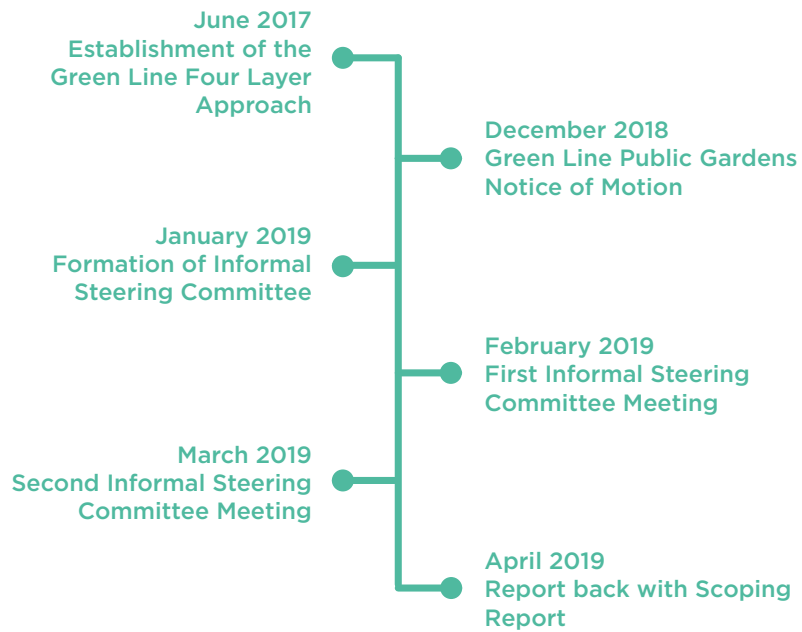 June 2017
Establishment of the
Green Line Four Layer
Approach
December 2018
Green Line Public Gardens
Notice of Motion
January 2019
Formation of Informal
Steering Committee
February 2019
First Informal Steering
Committee Meeting
March 2019
Second Informal Steering
Committee Meeting
April 2019
Report back with Scoping
Report